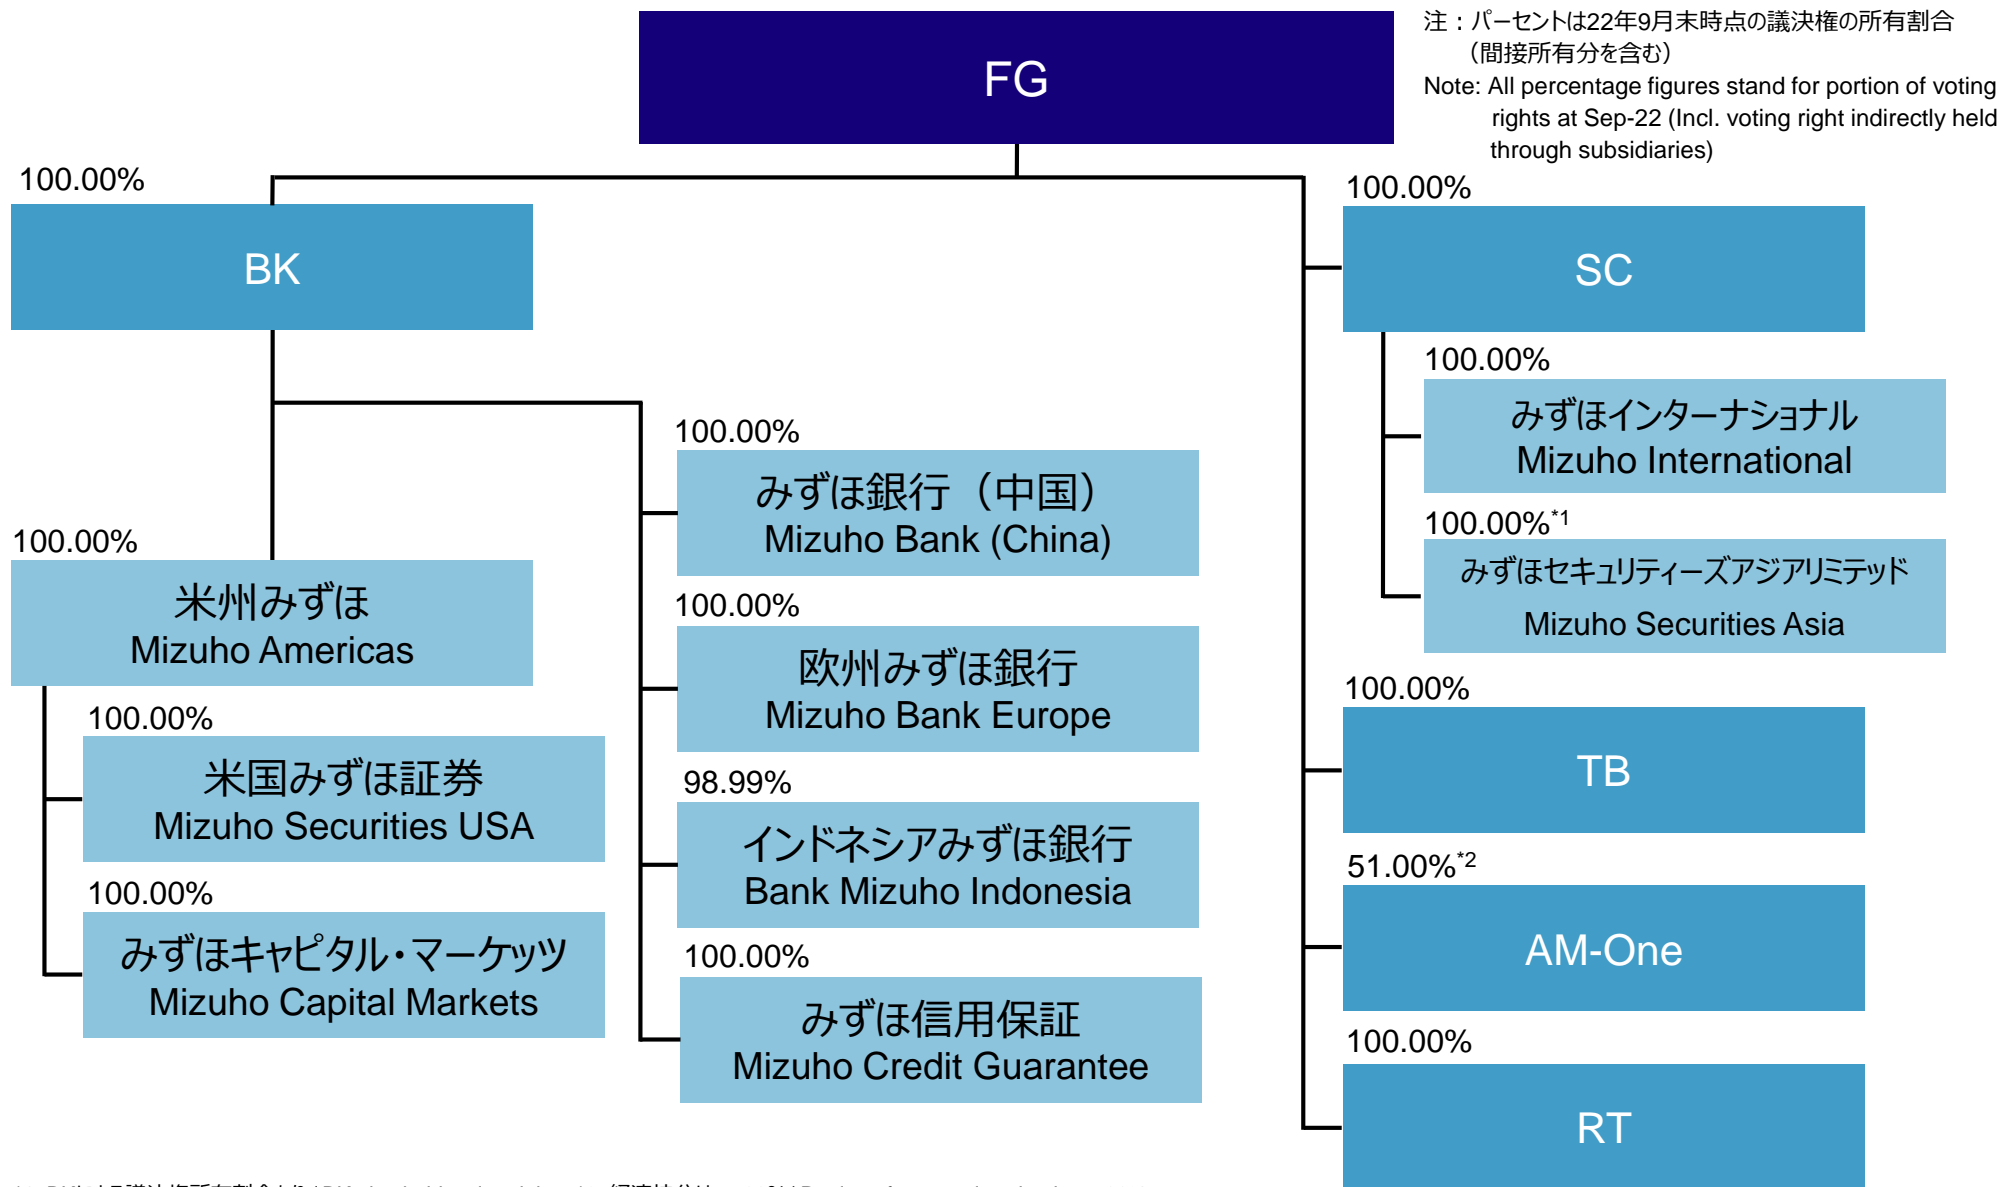 FG
注：パーセントは22年9月末時点の議決権の所有割合
（間接所有分を含む）
Note: All percentage figures stand for portion of voting
rights at Sep-22 (Incl. voting right indirectly held
through subsidiaries)
100.00%
BK
100.00%
米州みずほ
Mizuho Americas
100.00%
米国みずほ証券
Mizuho Securities USA
100.00%
みずほキャピタル・マーケッツ
Mizuho Capital Markets
100.00%
みずほ銀行（中国）
Mizuho Bank (China)
100.00%
欧州みずほ銀行
Mizuho Bank Europe
98.99%
インドネシアみずほ銀行
Bank Mizuho Indonesia
100.00%
みずほ信用保証
Mizuho Credit Guarantee
100.00%
SC
100.00%
みずほインターナショナル
Mizuho International
100.00%*1
みずほセキュリティーズアジアリミテッド
Mizuho Securities Asia
100.00%
TB
51.00%*2
AM-One
100.00%
RT